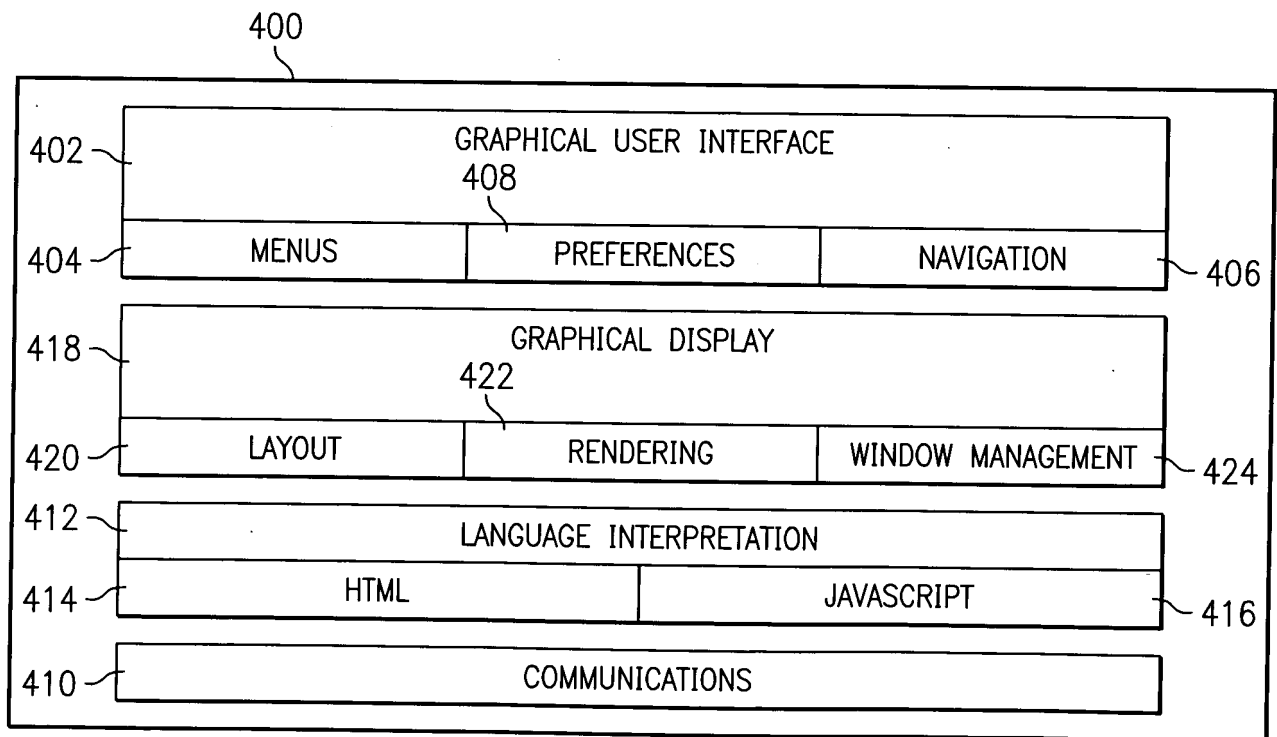 400
402
GRAPHICAL USER INTERFACE
408
404
MENUS
PREFERENCES
NAVIGATION
406
418
GRAPHICAL DISPLAY
422
420
LAYOUT
RENDERING
WINDOW MANAGEMENT
424
412
LANGUAGE INTERPRETATION
414
HTML
JAVASCRIPT
416
410
COMMUNICATIONS